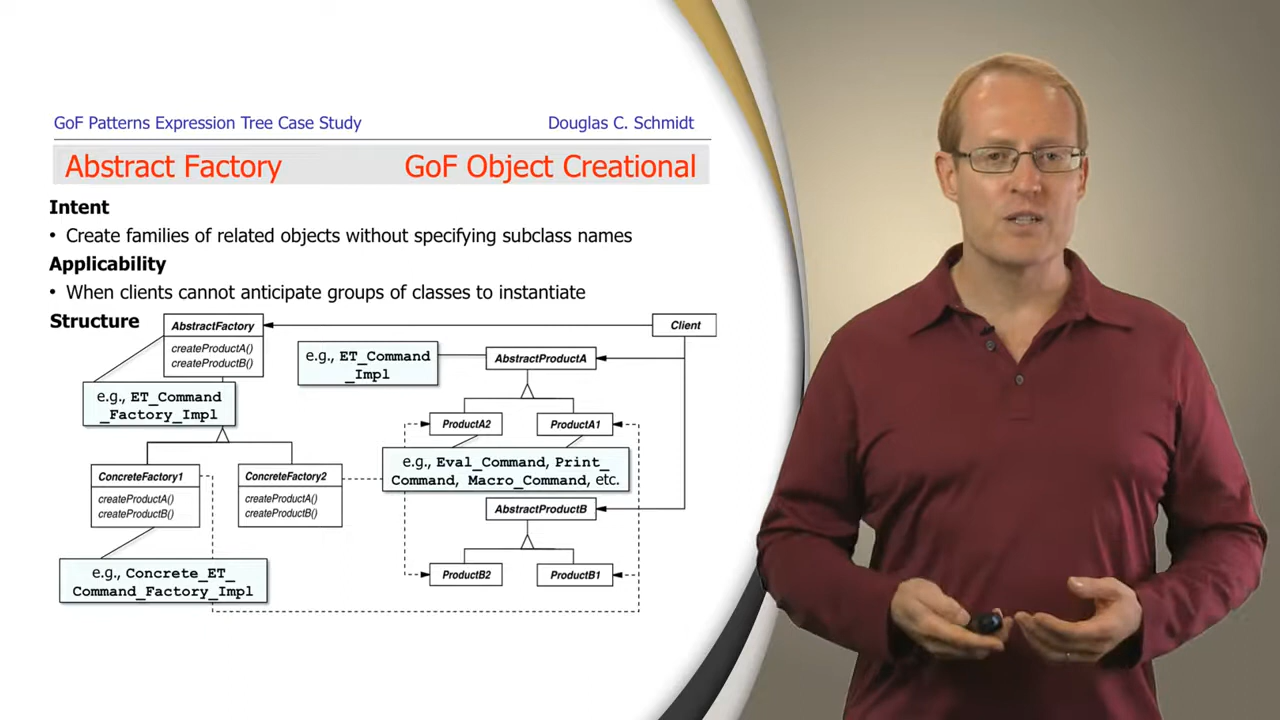 GoF Patterns Expression Tree Case Study
Douglas C. Schmidt
Abstract Factory
GoF Object Creational
Intent
• Create families of related objects without specifying subclass names
Applicability
• When clients cannot anticipate groups of classes to instantiate
Structure
AbstractFactory
createProductA()
createProductB()
Client
e.g., ET_Command
_Impl
AbstractProductA
e.g., ET_Command
_Factory_Impl
ProductA2
ProductA1
e.g., Eval_Command, Print_
Command, Macro_Command, etc.
ConcreteFactory1
createProductA()
createProductB()
ConcreteFactory2
createProductA()
createProductB()
AbstractProductB
ProductB2
ProductB1
e.g., Concrete_ET_
Command_Factory_Impl